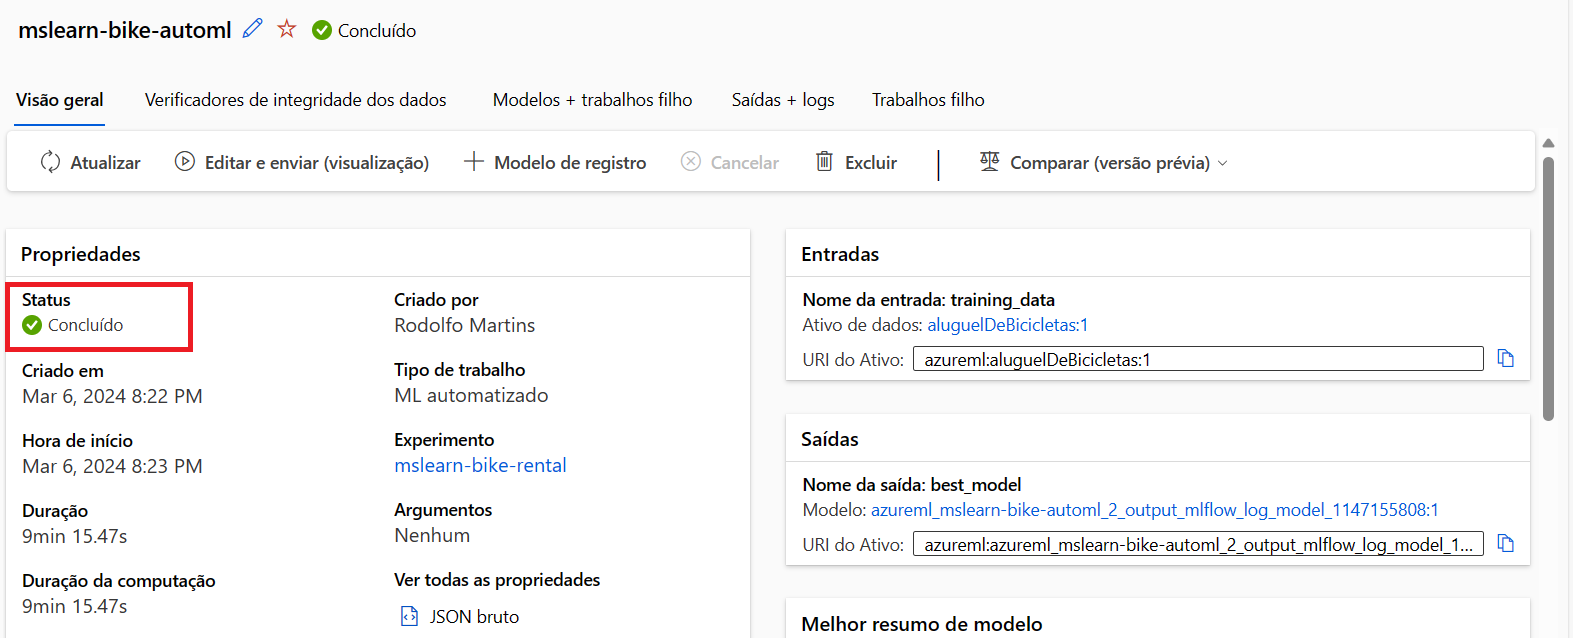 mslearn-bike-automl Concluído
Visão geral Verificadores de integridade dos dados Modelos + trabalhos filho Saídas + logs Trabalhos filho
Atualizar Editar e enviar (visualização) Modelo de registro Cancelar Excluir Comparar (versão prévia)
Propriedades
Status
Concluído
Criado em
Mar 6, 2024 8:22 PM
Hora de início
Mar 6, 2024 8:23 PM
Duração
9min 15.47s
Duração da computação
9min 15.47s
Criado por
Rodolfo Martins
Tipo de trabalho
ML automatizado
Experimento
mslearn-bike-rental
Argumentos
Nenhum
Ver todas as propriedades
JSON bruto
Entradas
Nome da entrada: training_data
Ativo de dados: aluguelDeBicicletas:1
URI do Ativo: azureml:aluguelDeBicicletas:1
Saídas
Nome da saída: best_model
Modelo: azureml_mslearn-bike-automl_2_output_mlflow_log_model_1147155808:1
URI do Ativo: azureml:azureml_mslearn-bike-automl_2_output_mlflow_log_model_1...
Melhor resumo de modelo